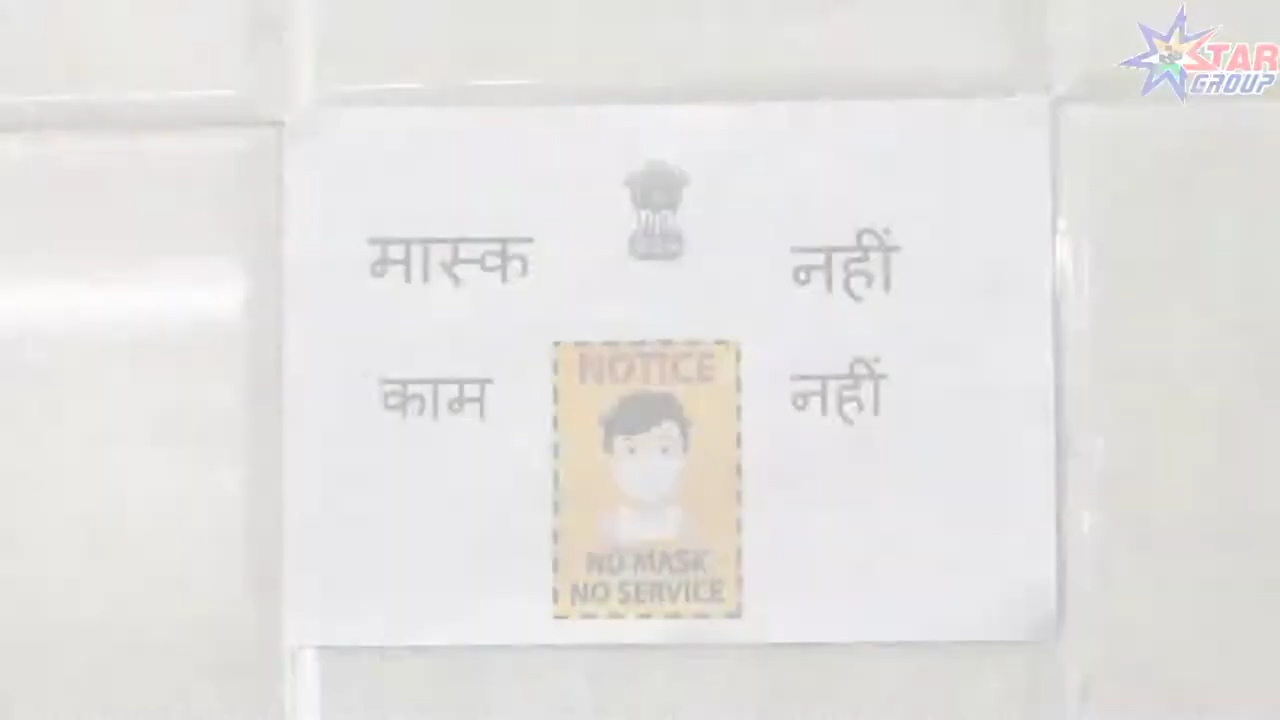 STAR
GROUP
मास्क नहीं
काम नहीं
NOTICE
NO MASK
NO SERVICE